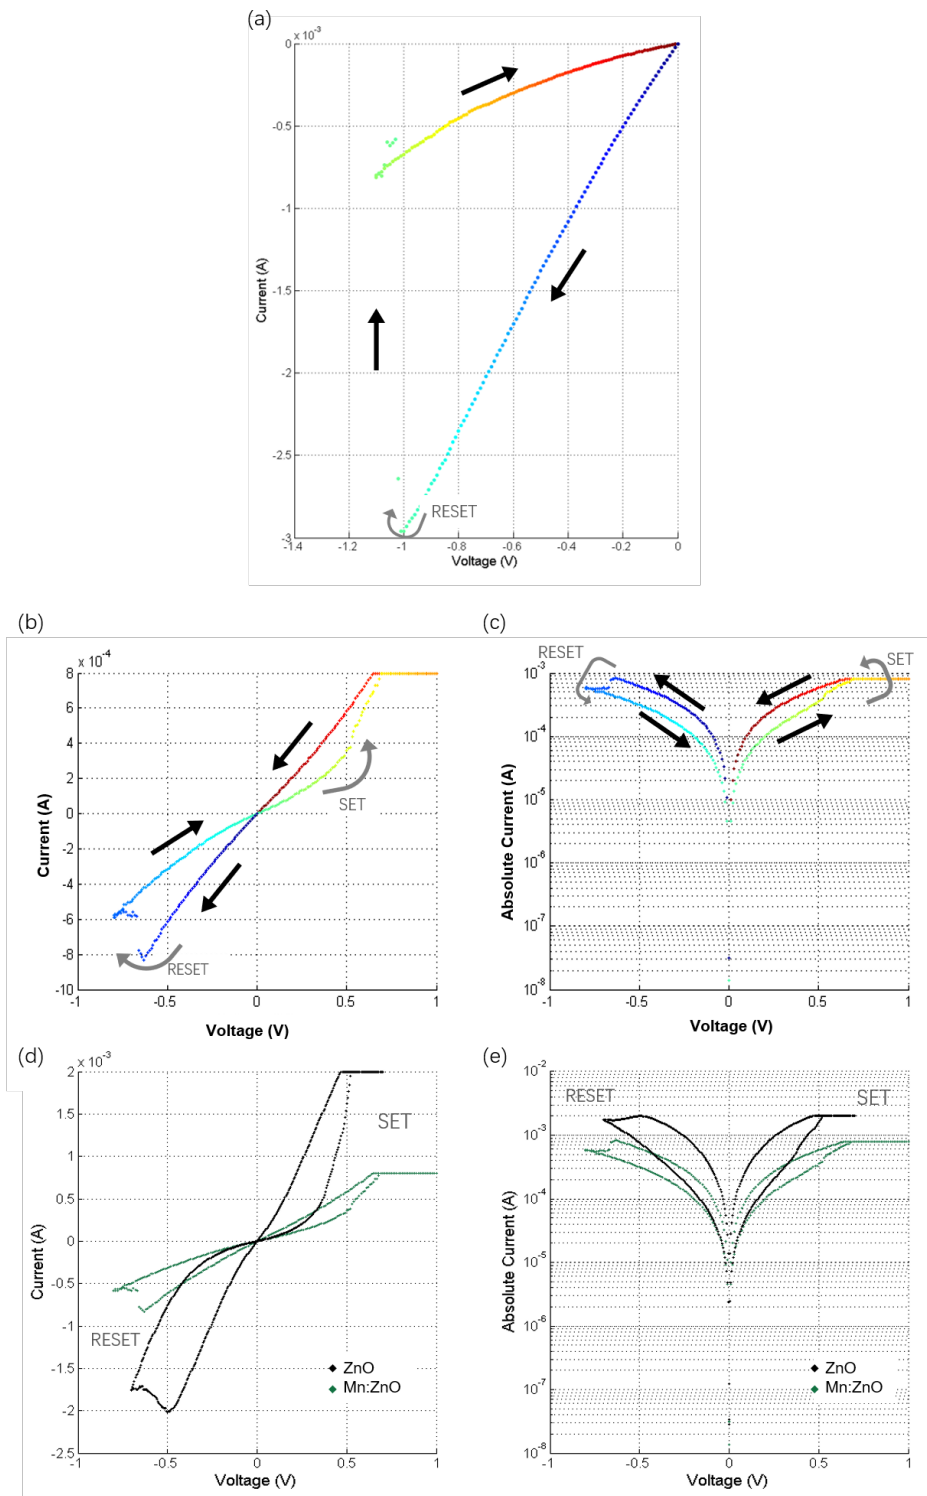 (a)
x 10⁻³
0
-0.5
-1
-1.5
-2
-2.5
-3
Current (A)
RESET
-1.4 -1.2 -1 -0.8 -0.6 -0.4 -0.2 0
Voltage (V)
(b)
x 10⁻⁴
8
6
4
2
0
-2
-4
-6
-8
-10
Current (A)
SET
RESET
-1 -0.5 0 0.5 1
Voltage (V)
(c)
RESET
SET
10⁻³
10⁻⁴
10⁻⁵
10⁻⁶
10⁻⁷
10⁻⁸
Absolute Current (A)
-1 -0.5 0 0.5 1
Voltage (V)
(d)
x 10⁻³
2
1.5
1
0.5
0
-0.5
-1
-1.5
-2
-2.5
Current (A)
SET
RESET
ZnO
Mn:ZnO
-1 -0.5 0 0.5 1
Voltage (V)
(e)
RESET
SET
10⁻²
10⁻³
10⁻⁴
10⁻⁵
10⁻⁶
10⁻⁷
10⁻⁸
Absolute Current (A)
ZnO
Mn:ZnO
-1 -0.5 0 0.5 1
Voltage (V)